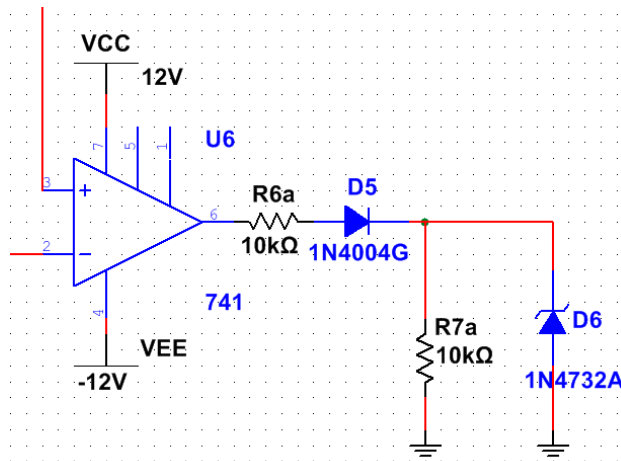 VCC
12V
U6
7
5
1
3
+
6
2
−
4
741
VEE
-12V
R6a
10kΩ
D5
1N4004G
R7a
10kΩ
D6
1N4732A